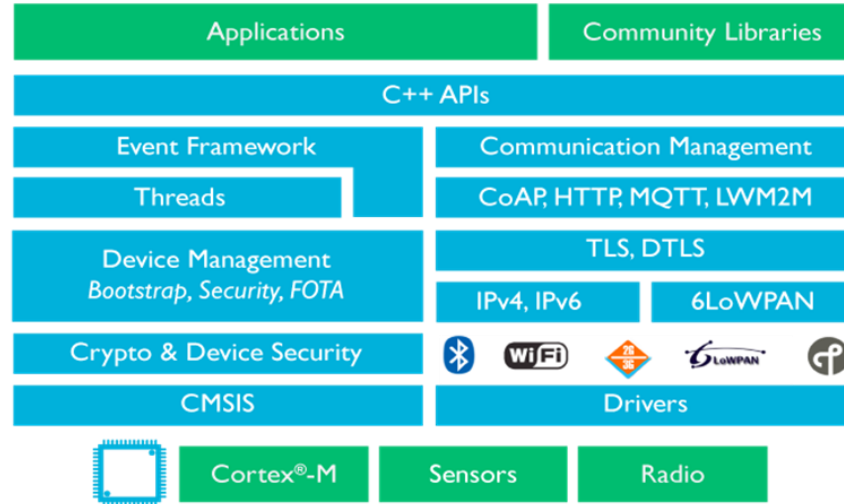 Applications
Community Libraries
C++ APIs
Event Framework
Communication Management
Threads
CoAP, HTTP, MQTT, LWM2M
Device Management
Bootstrap, Security, FOTA
TLS, DTLS
IPv4, IPv6
6LoWPAN
Crypto & Device Security
WiFi
2G
3G
6LoWPAN
CMSIS
Drivers
Cortex®-M
Sensors
Radio